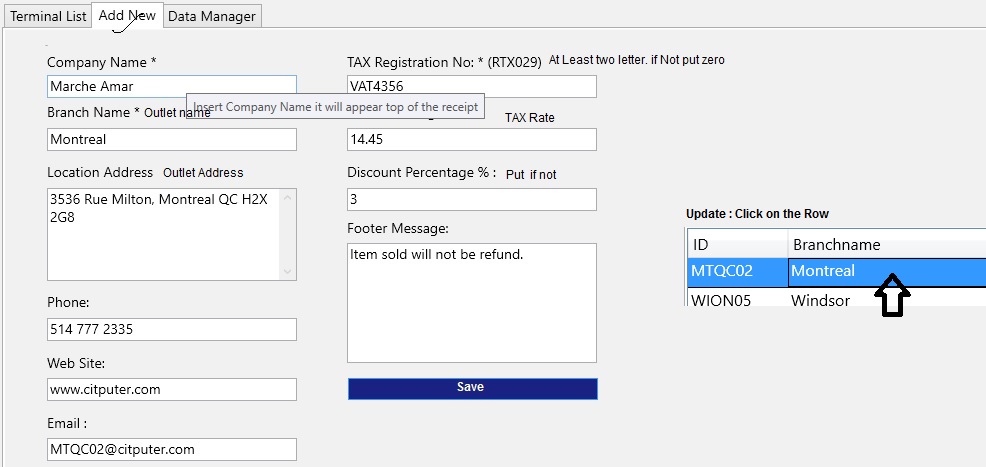 Terminal List Add New Data Manager
Company Name *
Marche Amar
Insert Company Name it will appear top of the receipt
Branch Name * Outlet name
Montreal
Location Address Outlet Address
3536 Rue Milton, Montreal QC H2X
2G8
Phone:
514 777 2335
Web Site:
www.citputer.com
Email :
MTQC02@citputer.com
TAX Registration No: * (RTX029) At Least two letter. if Not put zero
VAT4356
TAX Rate
14.45
Discount Percentage % : Put if not
3
Footer Message:
Item sold will not be refund.
Save
Update : Click on the Row
ID Branchname
MTQC02 Montreal
WION05 Windsor